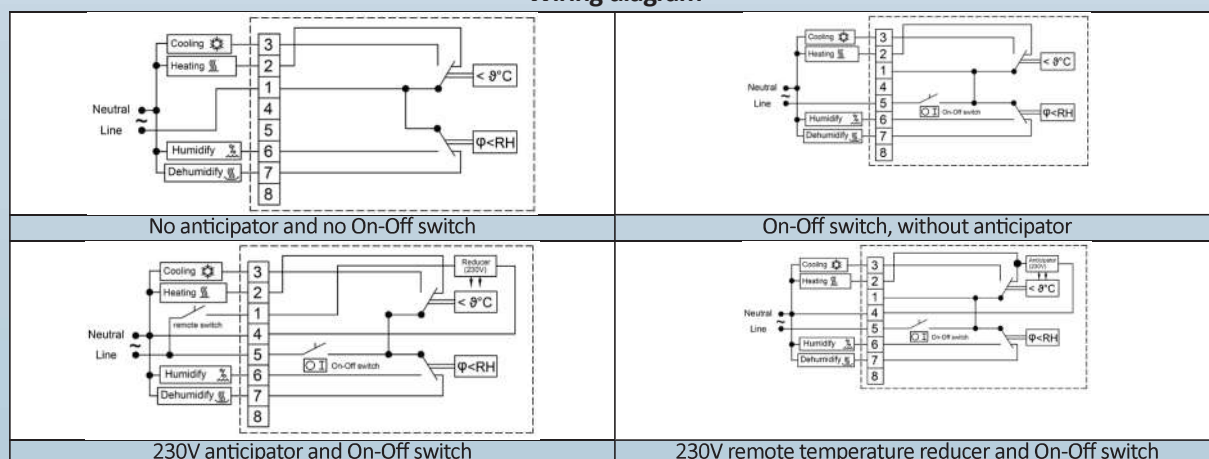 Wiring diagram
Cooling
Heating
Neutral
~
Line
Humidify %
Dehumidify
3
2
1
4
5
6
7
8
< ϑ°C
φ<RH
No anticipator and no On-Off switch
Cooling
Heating
Neutral
~
Line
Humidify %
Dehumidify
3
2
1
4
5
6
7
8
On-Off switch
< ϑ°C
φ<RH
On-Off switch, without anticipator
Cooling
Heating
remote switch
Neutral
~
Line
Humidify %
Dehumidify
3
2
1
4
5
6
7
8
On-Off switch
Reducer
(230V)
< ϑ°C
φ<RH
230V anticipator and On-Off switch
Cooling
Heating
Neutral
~
Line
Humidify %
Dehumidify
3
2
1
4
5
6
7
8
On-Off switch
Anticipator
(230V)
< ϑ°C
φ<RH
230V remote temperature reducer and On-Off switch